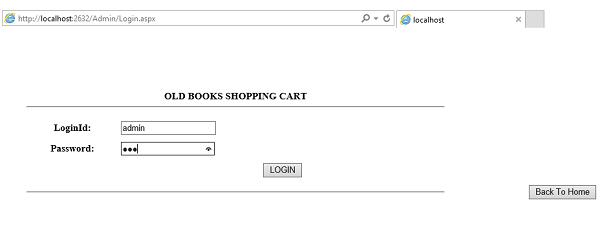 http://localhost:2632/Admin/Login.aspx
localhost
OLD BOOKS SHOPPING CART
LoginId:
admin
Password:
•••
LOGIN
Back To Home